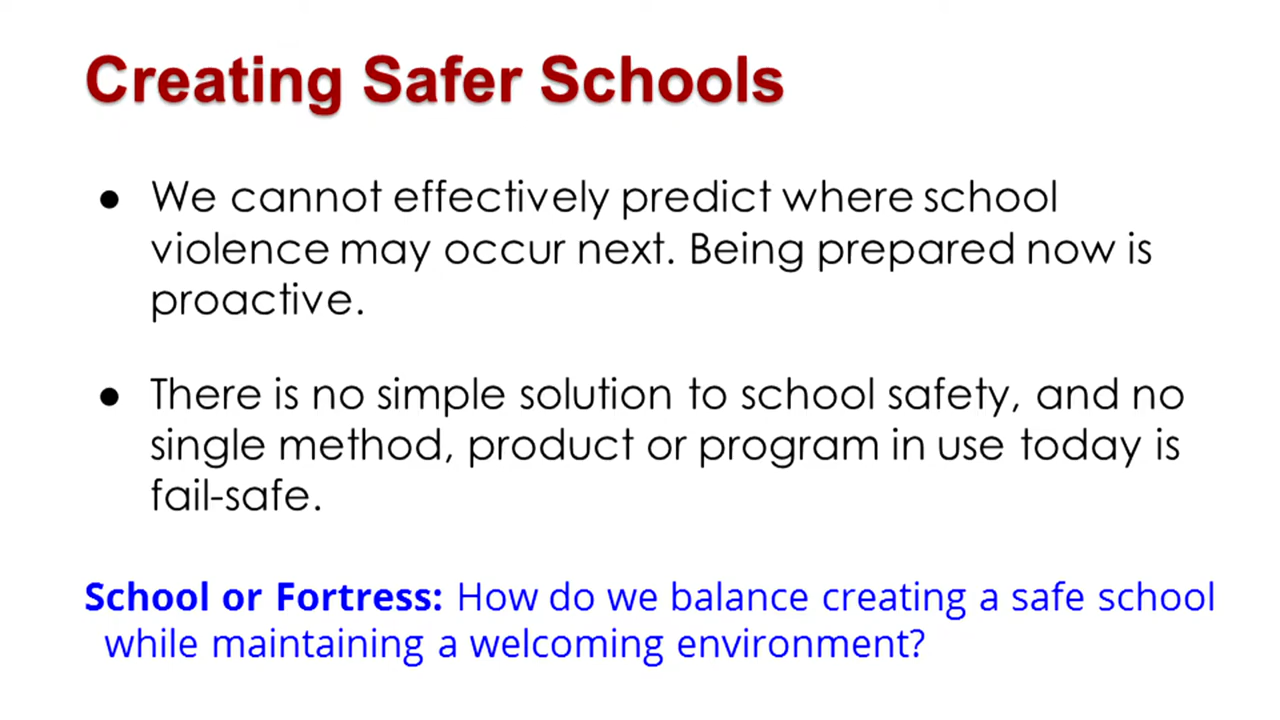 Creating Safer Schools
● We cannot effectively predict where school
violence may occur next. Being prepared now is
proactive.
● There is no simple solution to school safety, and no
single method, product or program in use today is
fail-safe.
School or Fortress: How do we balance creating a safe school
while maintaining a welcoming environment?